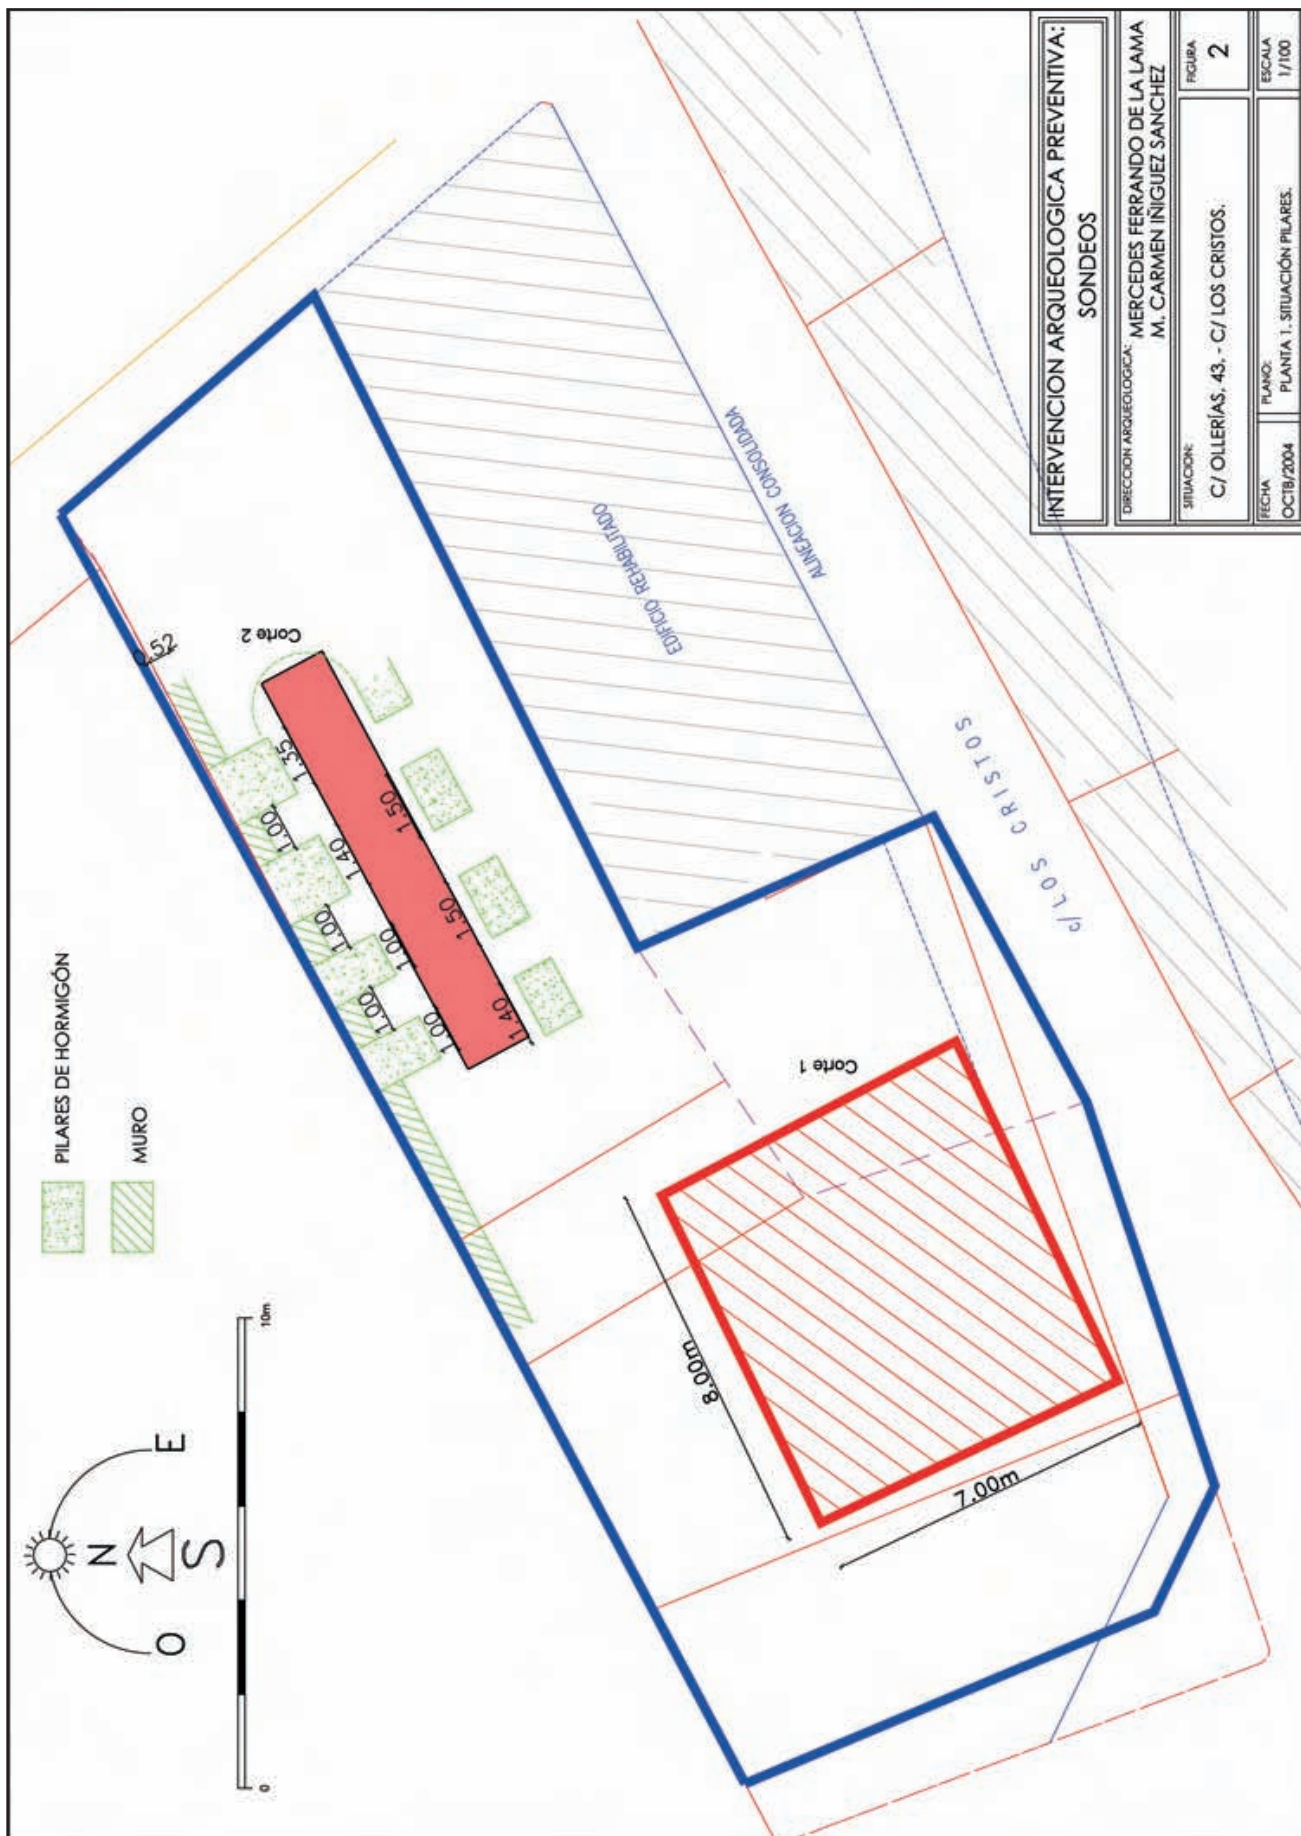 PILARES DE HORMIGÓN
MURO
O
N
E
S
0
10m
0.52
Corte 2
1.35
1.00
1.40
1.00
1.00
1.00
1.00
1.50
1.50
1.40
EDIFICIO REHABILITADO
ALINEACION CONSOLIDADA
C/LOS CRISTOS
Corte 1
8.00m
7.00m
INTERVENCION ARQUEOLOGICA PREVENTIVA:
SONDEOS
DIRECCION ARQUEOLOGICA: MERCEDES FERRANDO DE LA LAMA
M. CARMEN IÑIGUEZ SANCHEZ
SITUACION:
C/ OLLERÍAS, 43, - C/ LOS CRISTOS.
FIGURA
2
FECHA
OCTB/2004
PLANO:
PLANTA 1. SITUACIÓN PILARES.
ESCALA
1/100